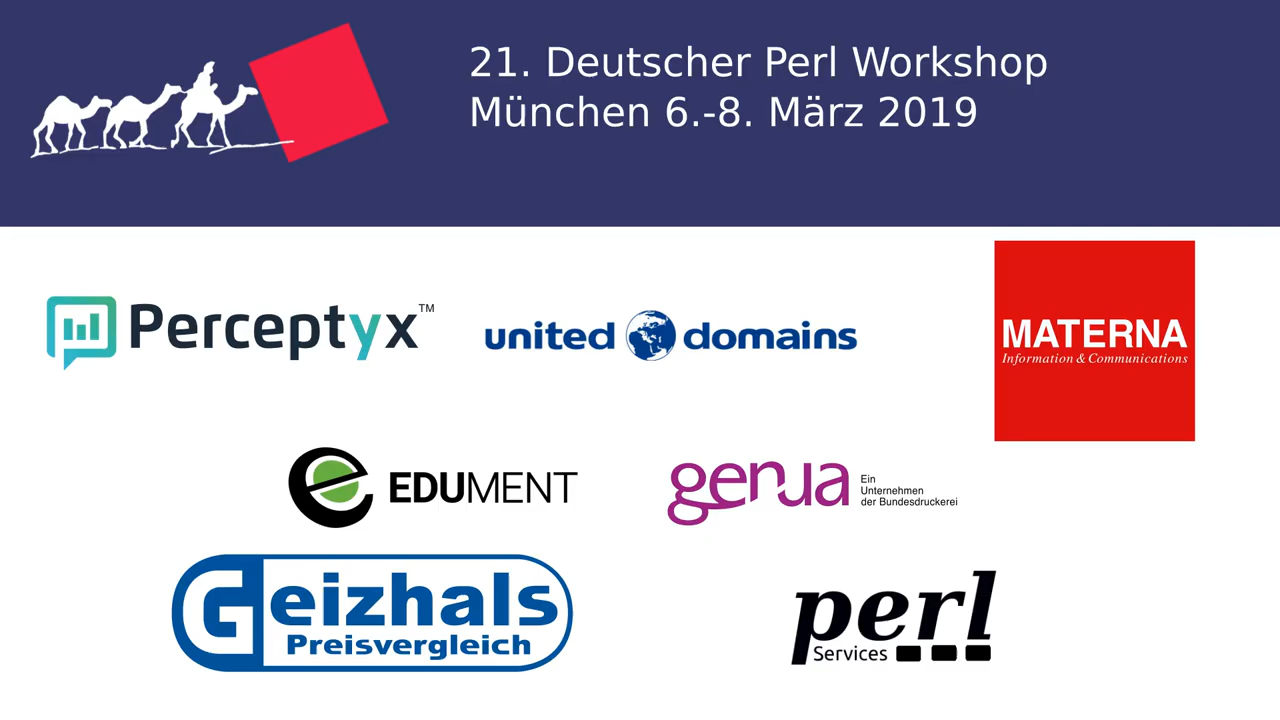 21. Deutscher Perl Workshop
München 6.-8. März 2019
Perceptyx™
united domains
MATERNA
Information & Communications
EDUMENT
genua
Ein
Unternehmen
der Bundesdruckerei
Geizhals
Preisvergleich
perl
Services